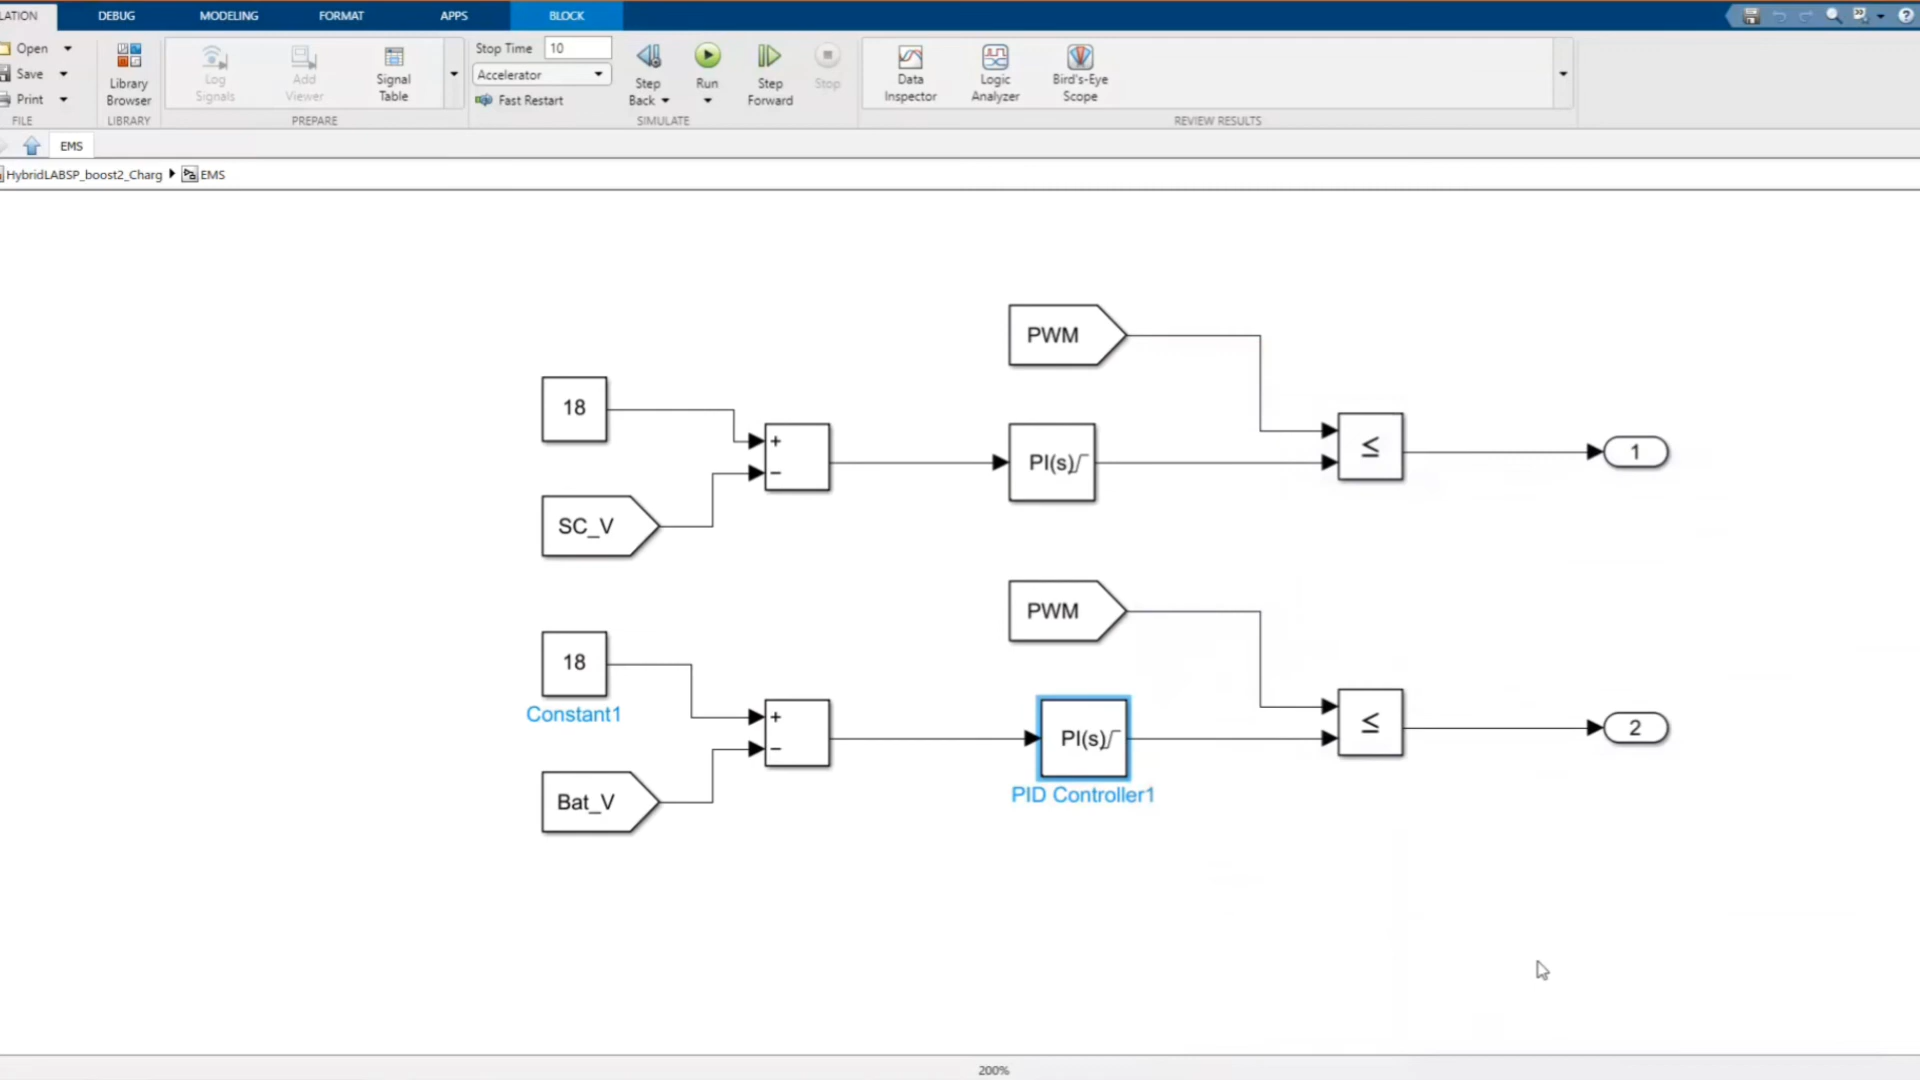 LATION DEBUG MODELING FORMAT APPS BLOCK
Open
Save
Print
FILE
Library Browser
LIBRARY
Log Signals
Add Viewer
Signal Table
PREPARE
Stop Time 10
Accelerator
Fast Restart
Step Back
Run
Step Forward
Stop
SIMULATE
Data Inspector
Logic Analyzer
Bird's-Eye Scope
REVIEW RESULTS
EMS
HybridLABSP_boost2_Charg EMS
PWM
18
+
−
PI(s)
≤
1
SC_V
PWM
18
Constant1
+
−
PI(s)
≤
2
PID Controller1
Bat_V
200%